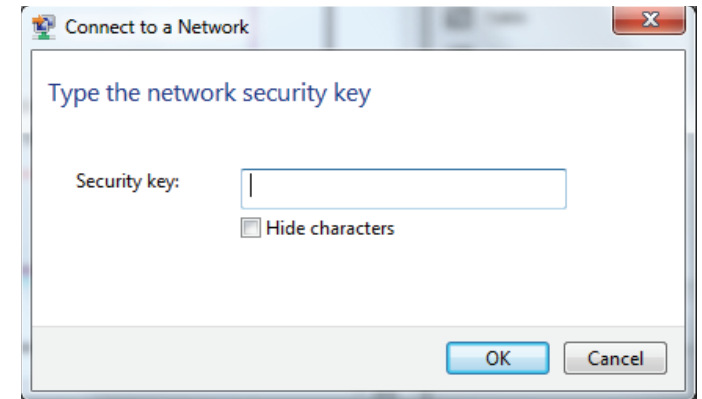 Connect to a Network
Type the network security key
Security key:
Hide characters
OK Cancel